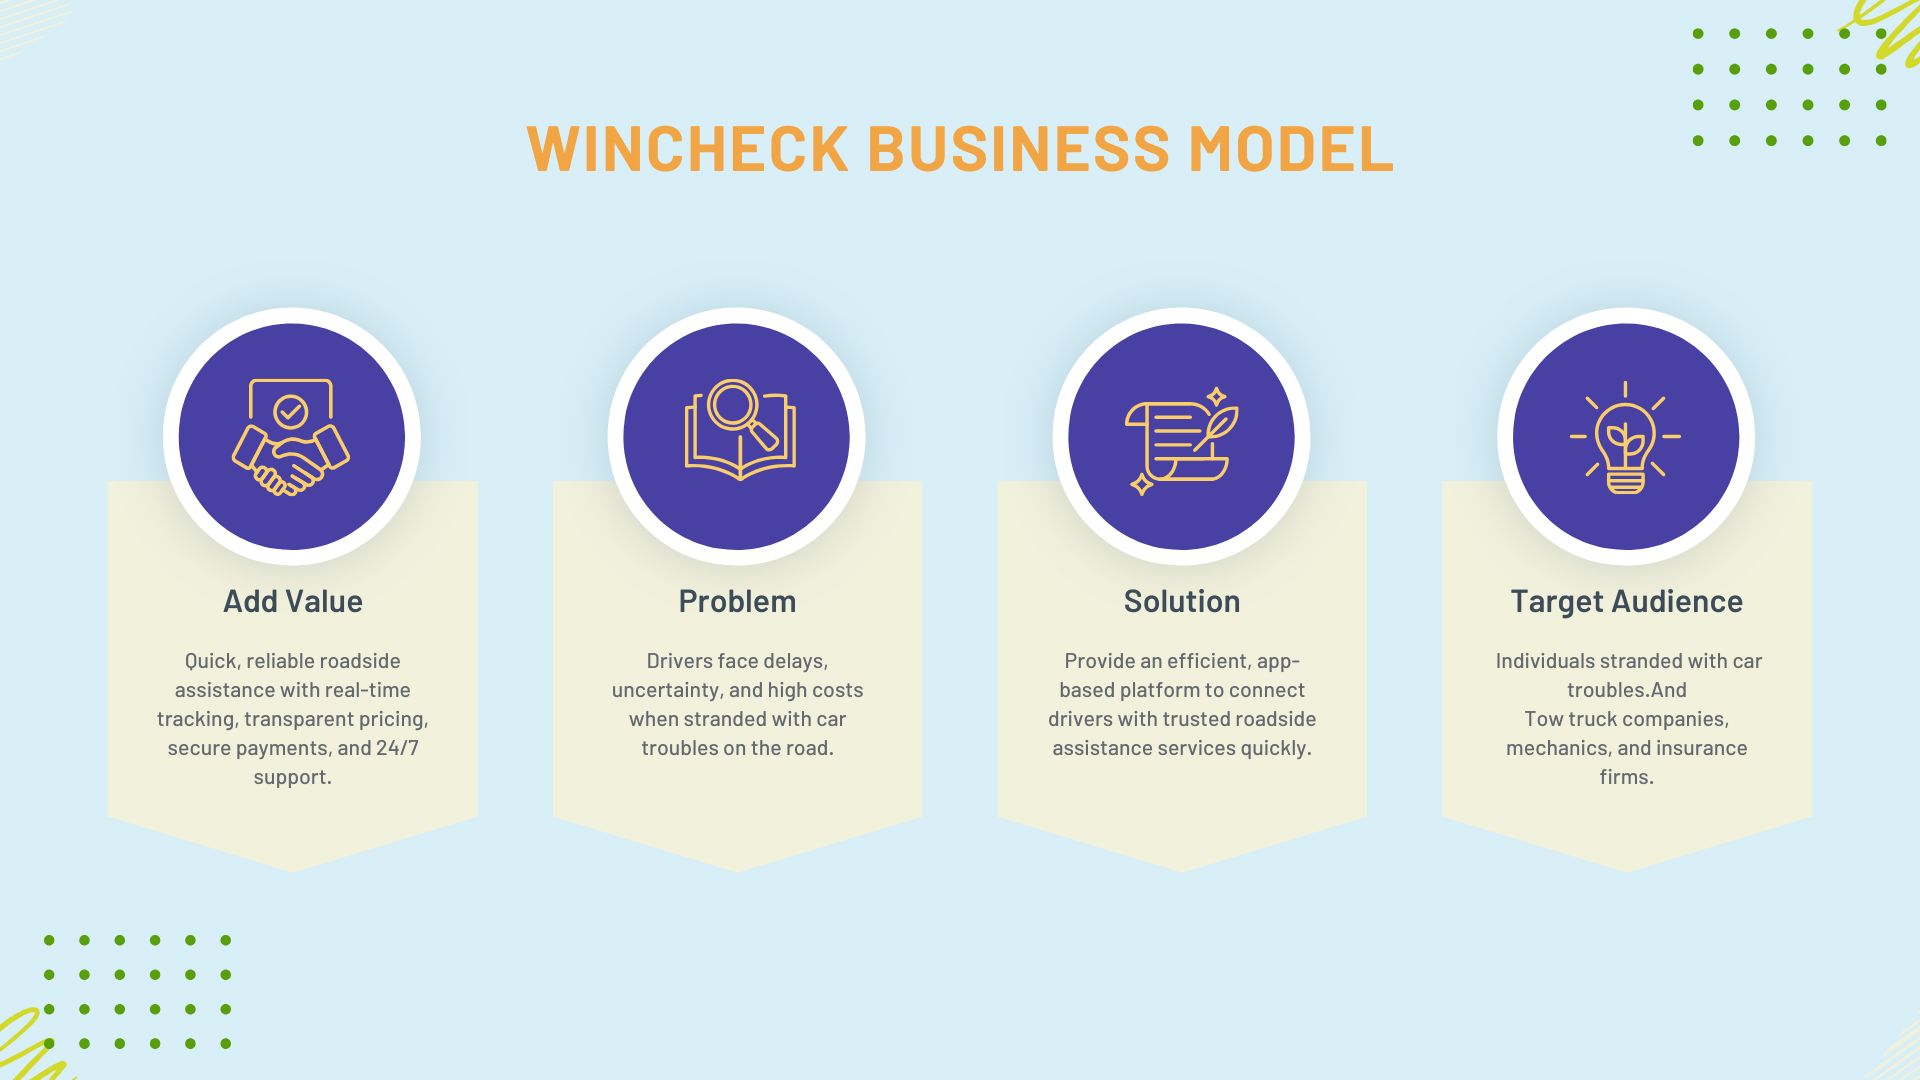 WINCHECK BUSINESS MODEL
Add Value
Quick, reliable roadside
assistance with real-time
tracking, transparent pricing,
secure payments, and 24/7
support.
Problem
Drivers face delays,
uncertainty, and high costs
when stranded with car
troubles on the road.
Solution
Provide an efficient, app-
based platform to connect
drivers with trusted roadside
assistance services quickly.
Target Audience
Individuals stranded with car
troubles.And
Tow truck companies,
mechanics, and insurance
firms.